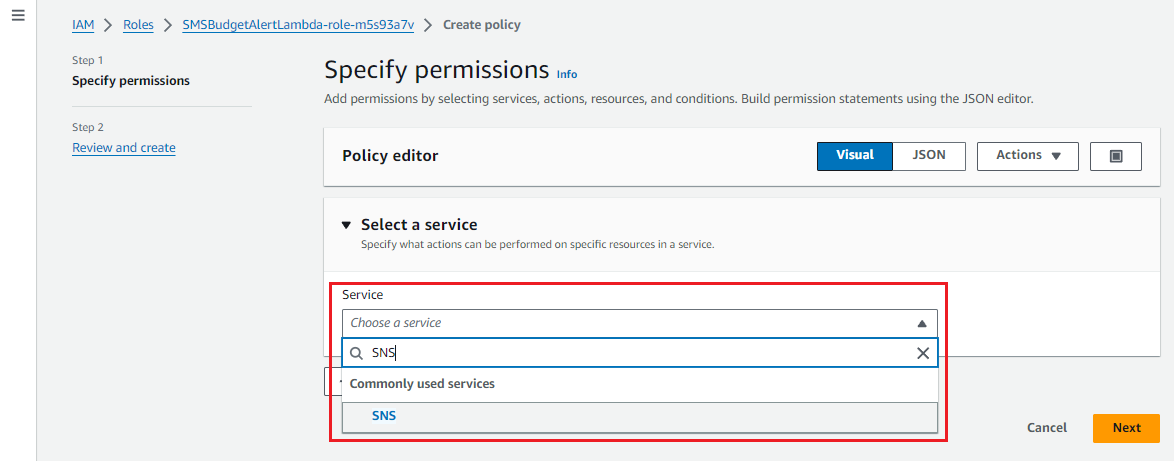 IAM > Roles > SMSBudgetAlertLambda-role-m5s93a7v > Create policy
Step 1
Specify permissions
Step 2
Review and create
Specify permissions Info
Add permissions by selecting services, actions, resources, and conditions. Build permission statements using the JSON editor.
Policy editor
Visual JSON Actions
Select a service
Specify what actions can be performed on specific resources in a service.
Service
Choose a service
SNS
Commonly used services
SNS
Cancel Next